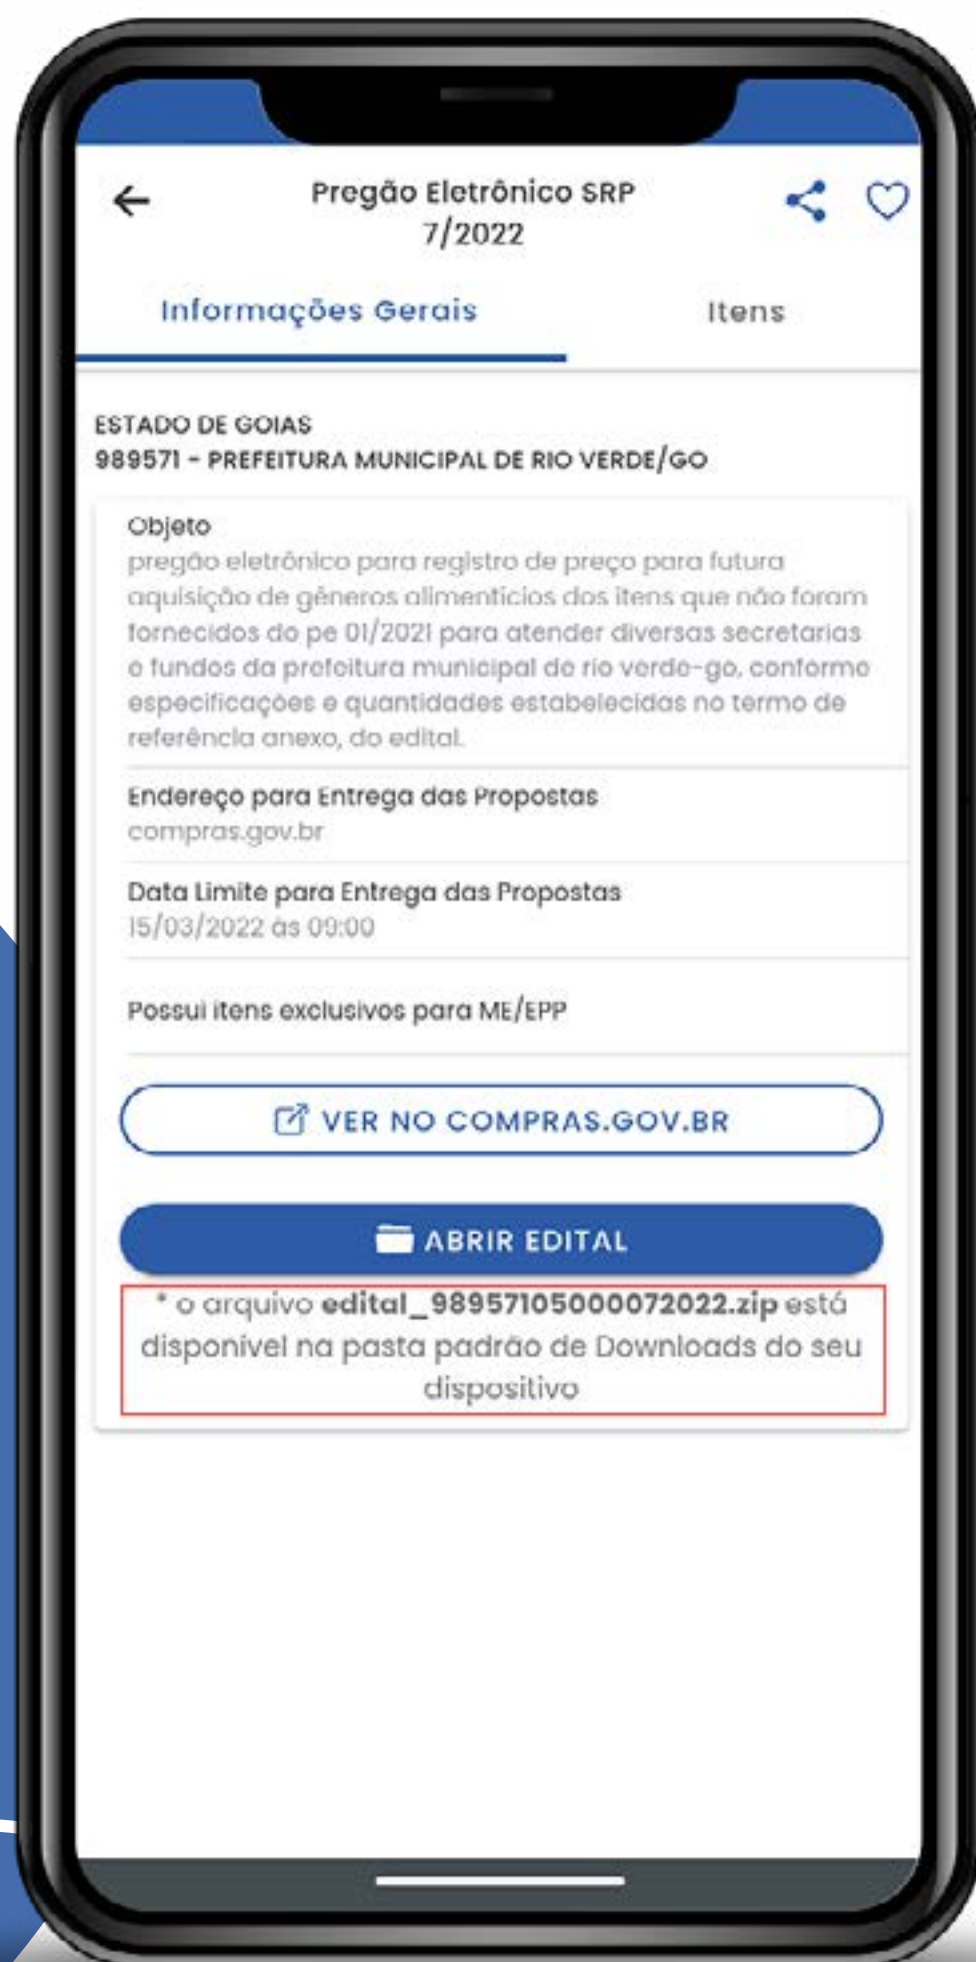 Pregão Eletrônico SRP
7/2022
Informações Gerais
Itens
ESTADO DE GOIAS
989571 - PREFEITURA MUNICIPAL DE RIO VERDE/GO
Objeto
pregão eletrônico para registro de preço para futura
aquisição de gêneros alimentícios dos itens que não foram
fornecidos do pe 01/2021 para atender diversas secretarias
e fundos da prefeitura municipal de rio verde-go, conforme
especificações e quantidades estabelecidas no termo de
referência anexo, do edital.
Endereço para Entrega das Propostas
compras.gov.br
Data Limite para Entrega das Propostas
15/03/2022 às 09:00
Possui itens exclusivos para ME/EPP
VER NO COMPRAS.GOV.BR
ABRIR EDITAL
* o arquivo edital_98957105000072022.zip está
disponível na pasta padrão de Downloads do seu
dispositivo